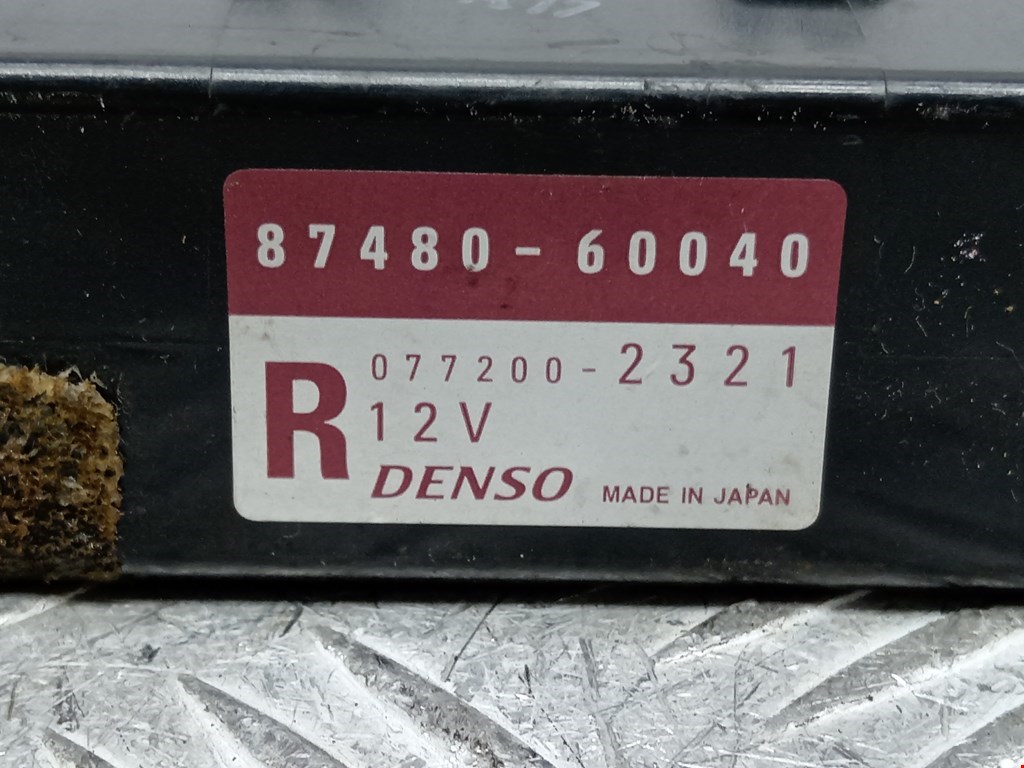 87480-60040
R
077200-2321
12V
DENSO MADE IN JAPAN